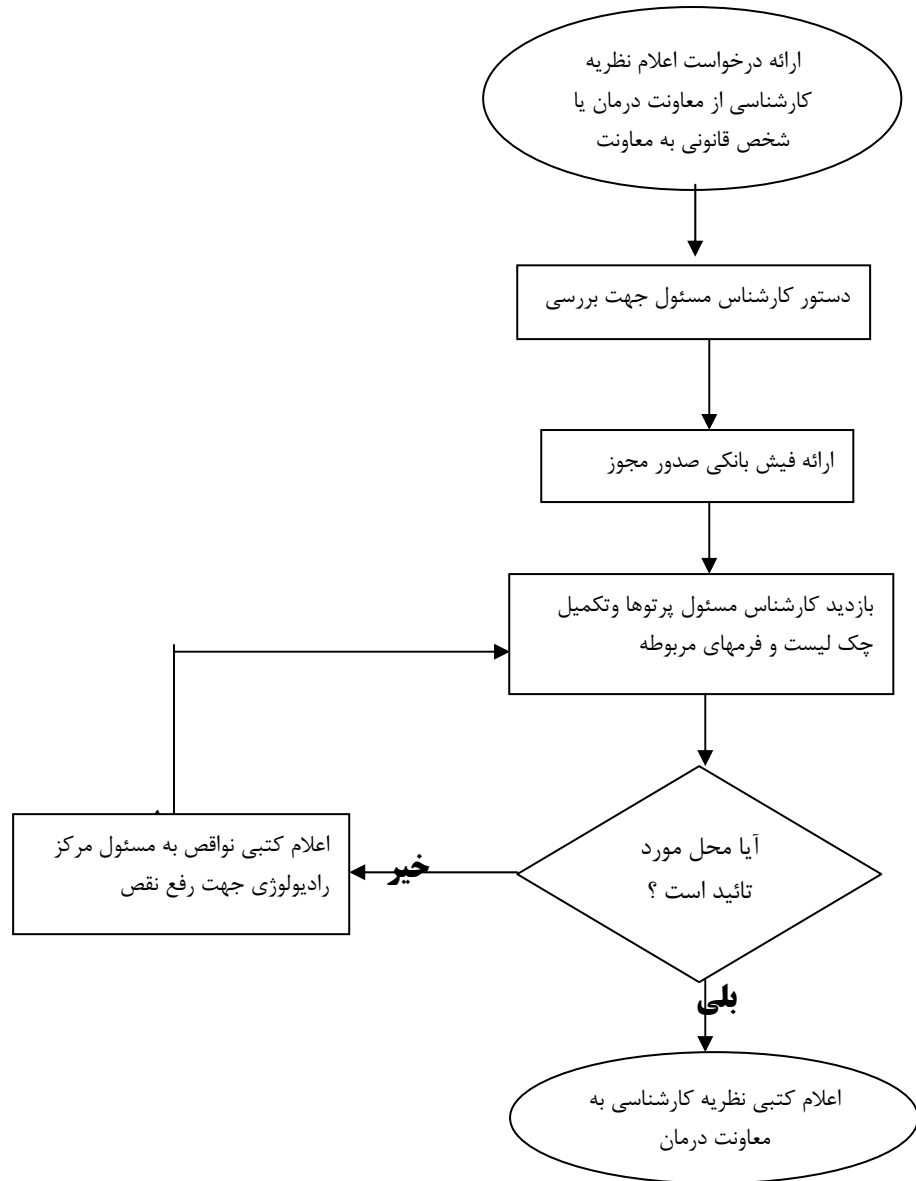 ارائه درخواست اعلام نظریه
کارشناسی از معاونت درمان یا
شخص قانونی به معاونت
دستور کارشناس مسئول جهت بررسی
ارائه فیش بانکی صدور مجوز
بازدید کارشناس مسئول پرتوها وتکمیل
چک لیست و فرمهای مربوطه
آیا محل مورد
تائید است ؟
خیر
اعلام کتبی نواقص به مسئول مرکز
رادیولوژی جهت رفع نقص
بلی
اعلام کتبی نظریه کارشناسی به
معاونت درمان